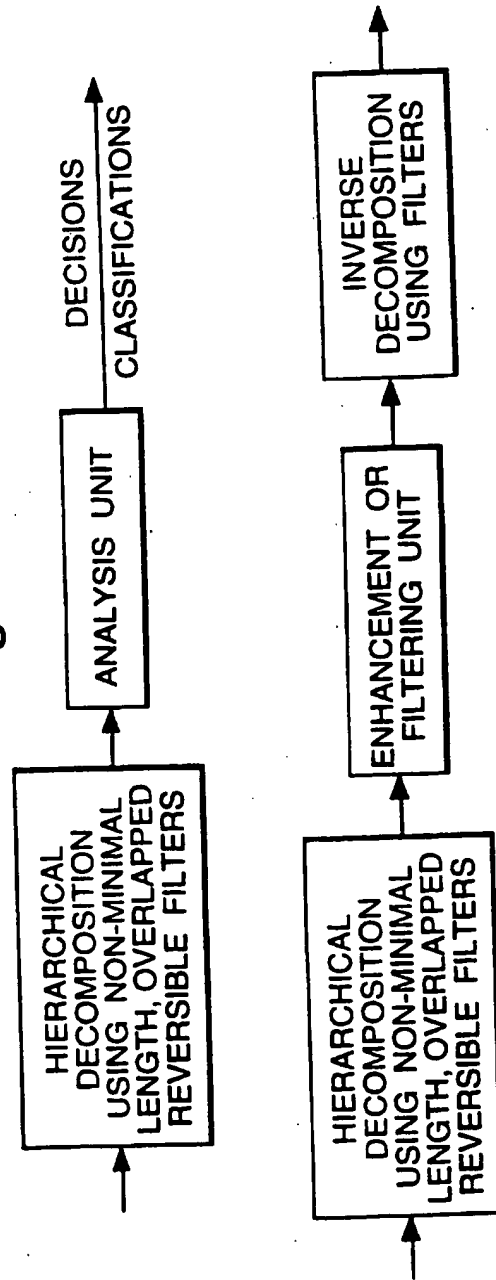 HIERARCHICAL
DECOMPOSITION
USING NON-MINIMAL
LENGTH, OVERLAPPED
REVERSIBLE FILTERS
ANALYSIS UNIT
DECISIONS
CLASSIFICATIONS
HIERARCHICAL
DECOMPOSITION
USING NON-MINIMAL
LENGTH, OVERLAPPED
REVERSIBLE FILTERS
ENHANCEMENT OR
FILTERING UNIT
INVERSE
DECOMPOSITION
USING FILTERS